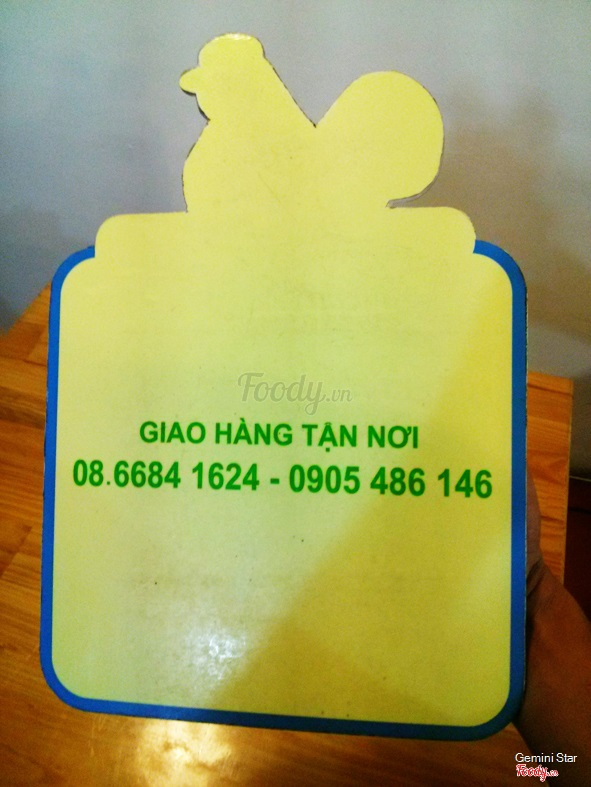 Foody.vn
GIAO HÀNG TẬN NƠI
08.6684 1624 - 0905 486 146
Gemini Star
Foody.vn